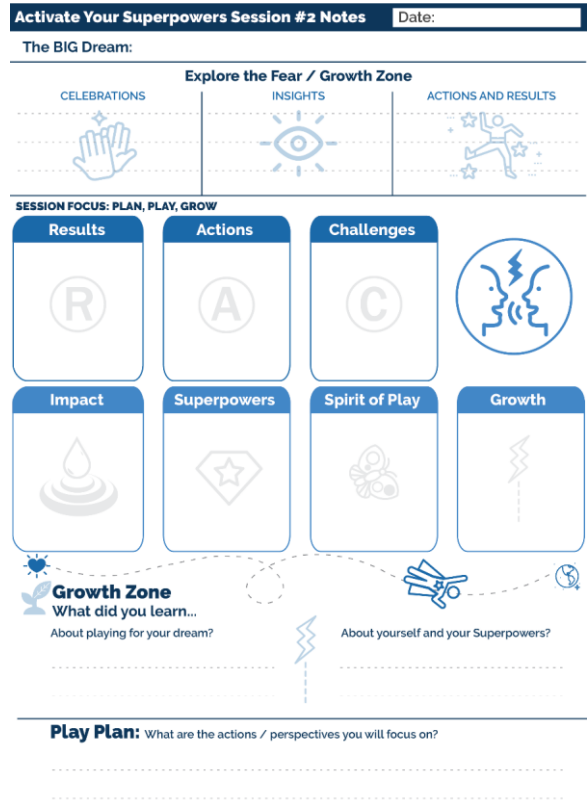 Activate Your Superpowers Session #2 Notes Date:
The BIG Dream:
Explore the Fear / Growth Zone
CELEBRATIONS INSIGHTS ACTIONS AND RESULTS
SESSION FOCUS: PLAN, PLAY, GROW
Results Actions Challenges
R A C
Impact Superpowers Spirit of Play Growth
Growth Zone
What did you learn...
About playing for your dream? About yourself and your Superpowers?
Play Plan: What are the actions / perspectives you will focus on?